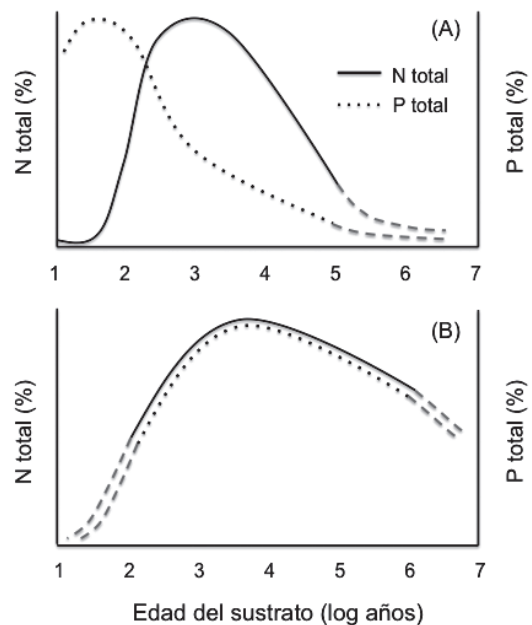 (A)
N total
P total
N total (%)
P total (%)
1 2 3 4 5 6 7
(B)
N total (%)
P total (%)
1 2 3 4 5 6 7
Edad del sustrato (log años)